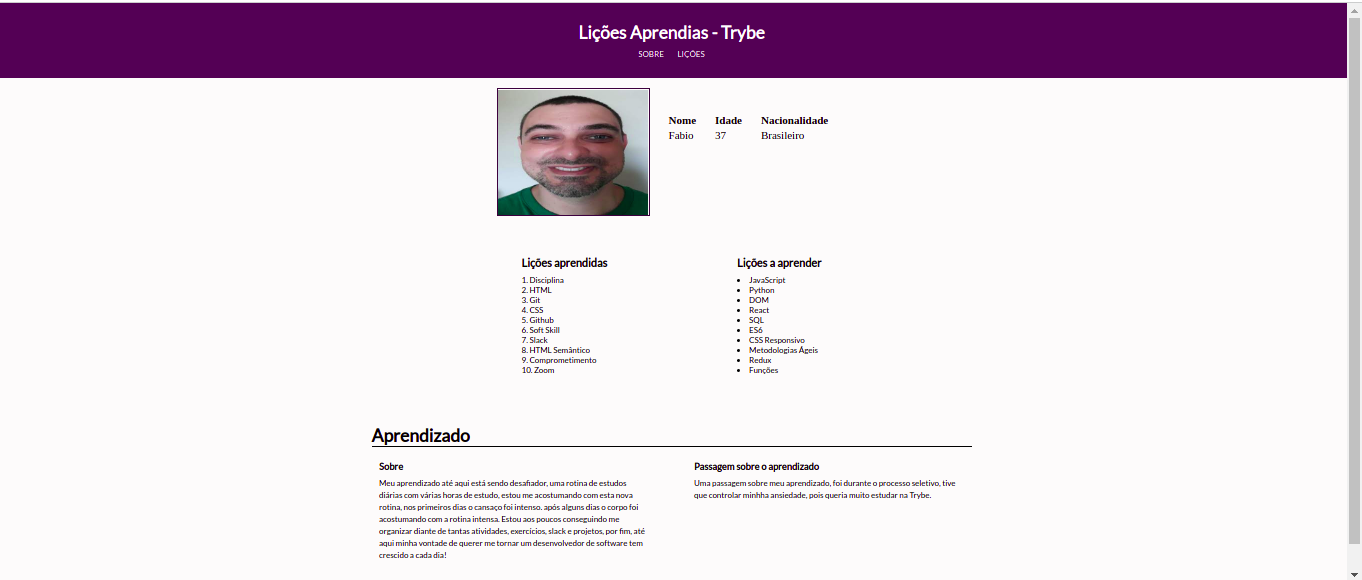 Lições Aprendias - Trybe
SOBRE LIÇÕES
Nome Idade Nacionalidade
Fabio 37 Brasileiro
Lições aprendidas
1. Disciplina
2. HTML
3. Git
4. CSS
5. Github
6. Soft Skill
7. Slack
8. HTML Semântico
9. Comprometimento
10. Zoom
Lições a aprender
• JavaScript
• Python
• DOM
• React
• SQL
• ES6
• CSS Responsivo
• Metodologias Ágeis
• Redux
• Funções
Aprendizado
Sobre
Meu aprendizado até aqui está sendo desafiador, uma rotina de estudos
diárias com várias horas de estudo, estou me acostumando com esta nova
rotina, nos primeiros dias o cansaço foi intenso, após alguns dias o corpo foi
acostumando com a rotina intensa. Estou aos poucos conseguindo me
organizar diante de tantas atividades, exercicíos, slack e projetos, por fim, até
aqui minha vontade de querer me tornar um desenvolvedor de software tem
crescido a cada dia!
Passagem sobre o aprendizado
Uma passagem sobre meu aprendizado, foi durante o processo seletivo, tive
que controlar minhha ansiedade, pois queria muito estudar na Trybe.